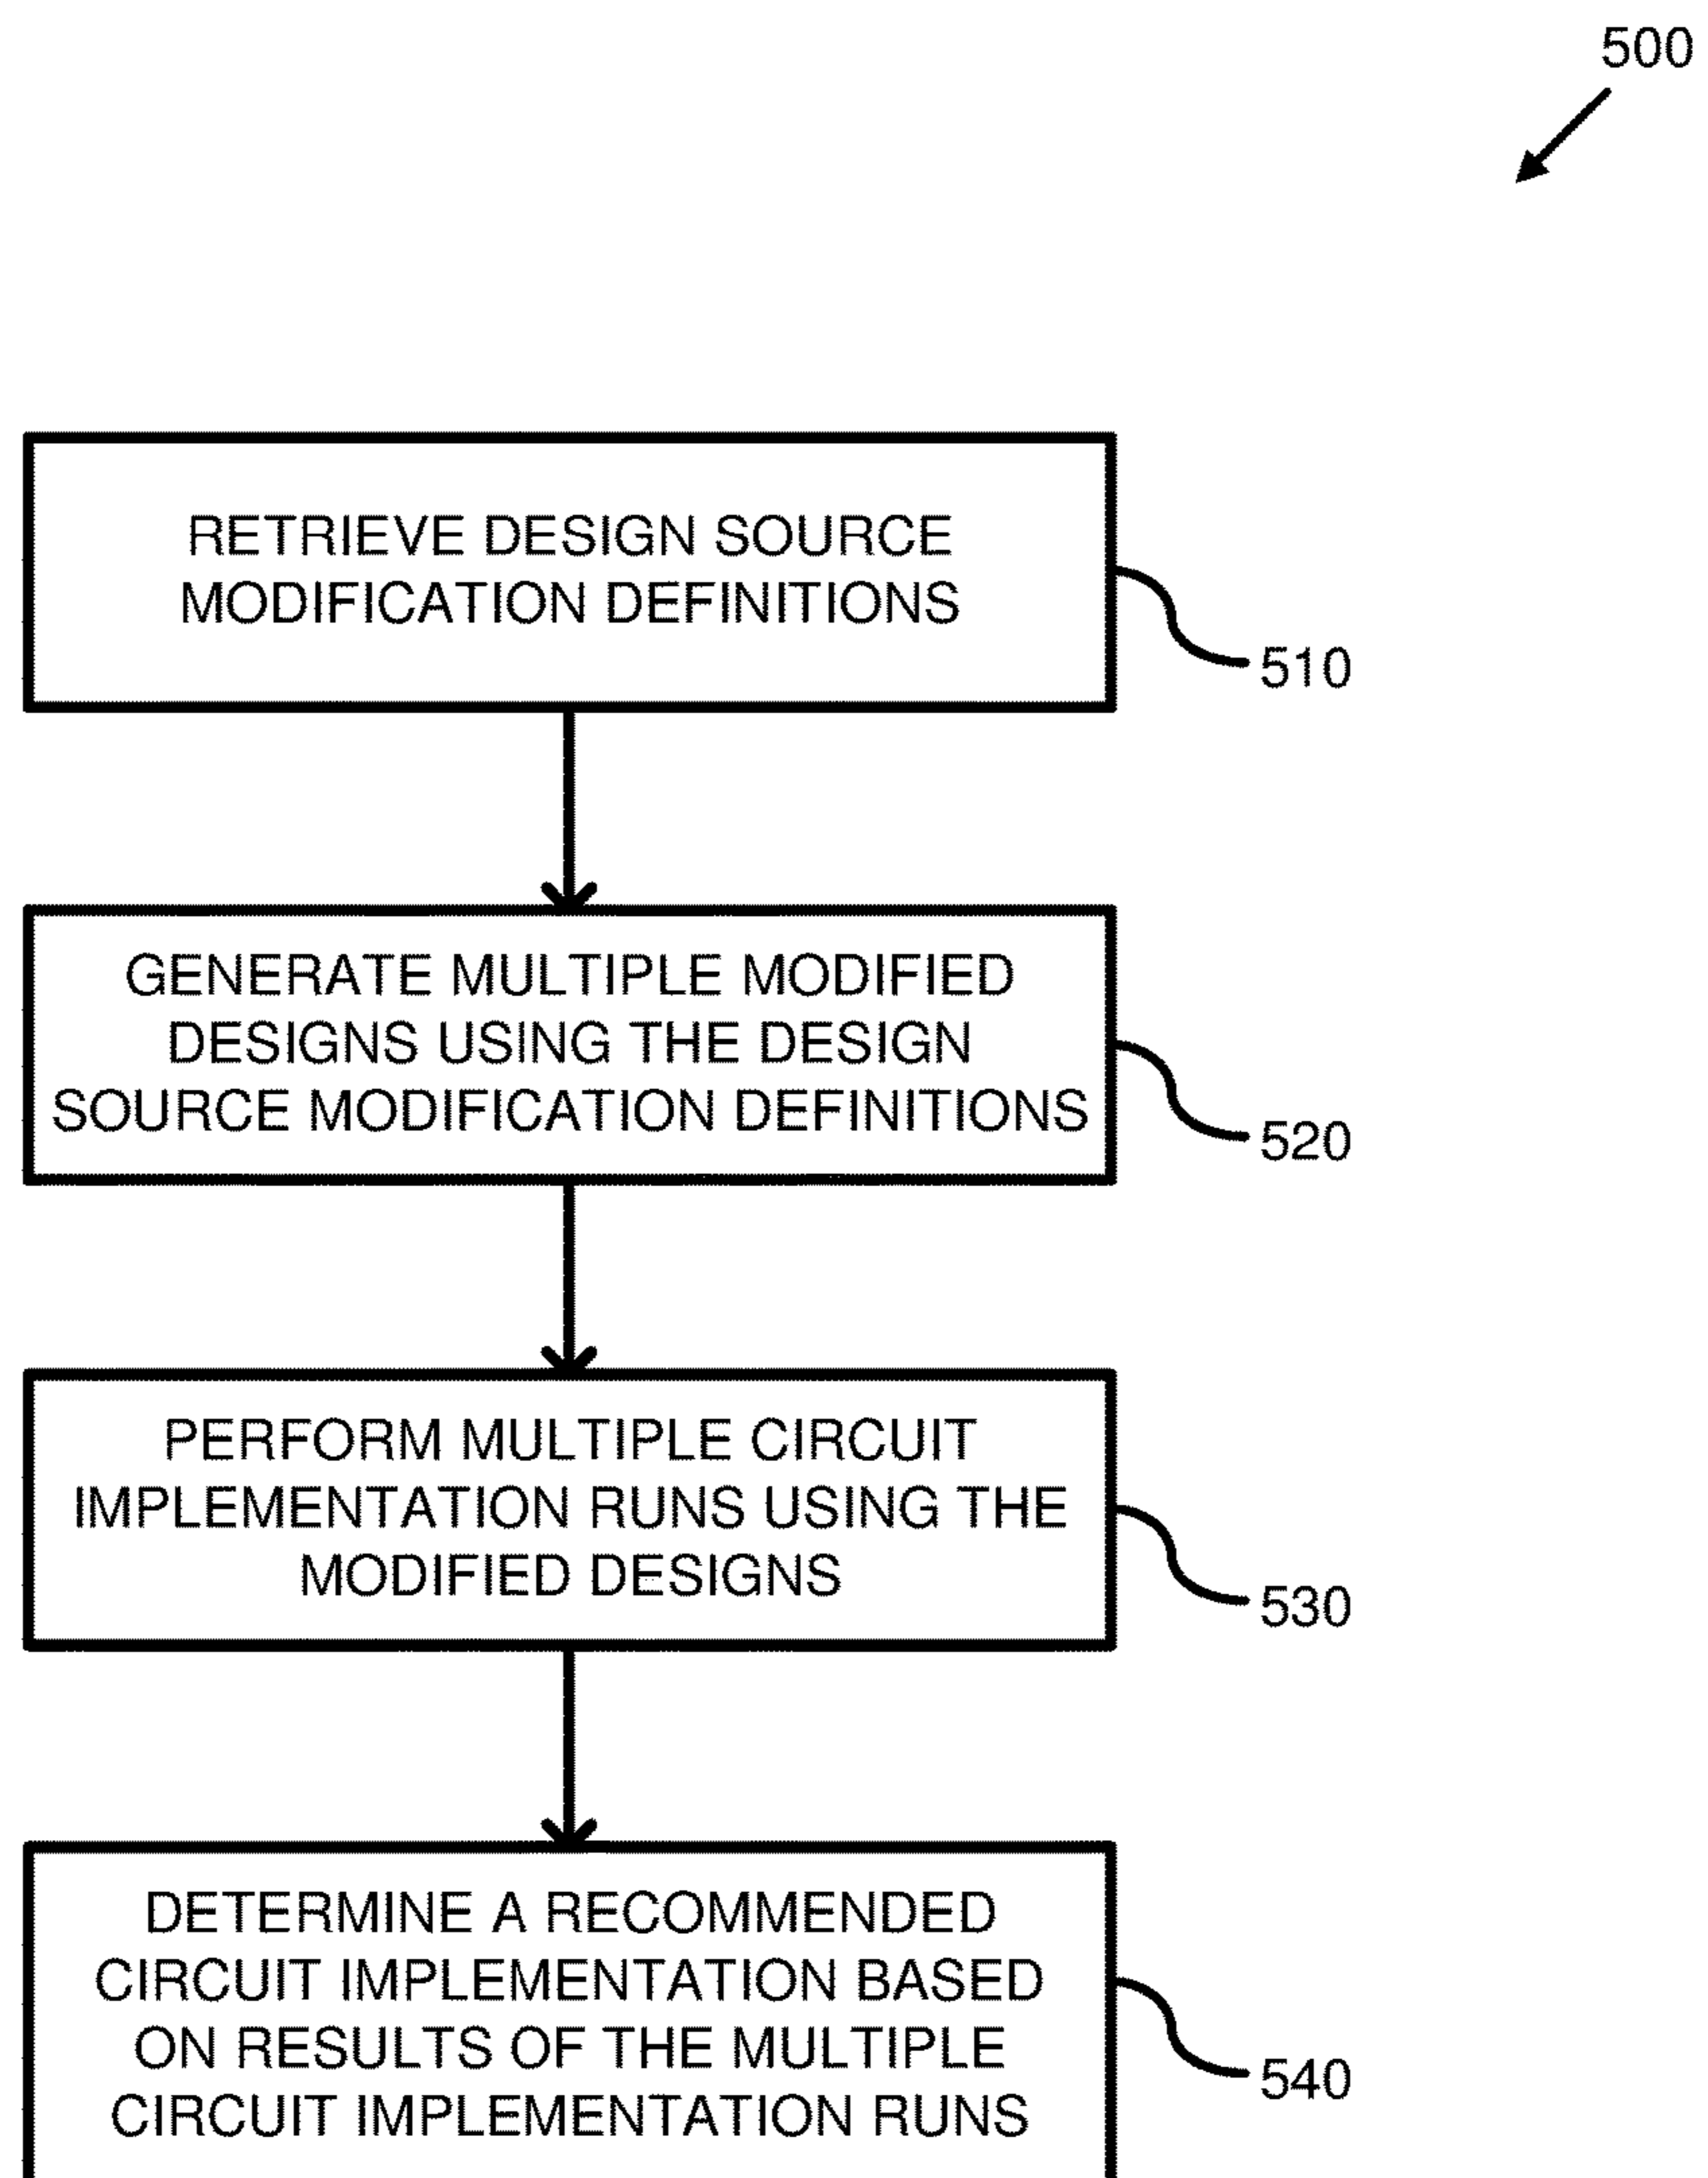 500
RETRIEVE DESIGN SOURCE
MODIFICATION DEFINITIONS
510
GENERATE MULTIPLE MODIFIED
DESIGNS USING THE DESIGN
SOURCE MODIFICATION DEFINITIONS
520
PERFORM MULTIPLE CIRCUIT
IMPLEMENTATION RUNS USING THE
MODIFIED DESIGNS
530
DETERMINE A RECOMMENDED
CIRCUIT IMPLEMENTATION BASED
ON RESULTS OF THE MULTIPLE
CIRCUIT IMPLEMENTATION RUNS
540